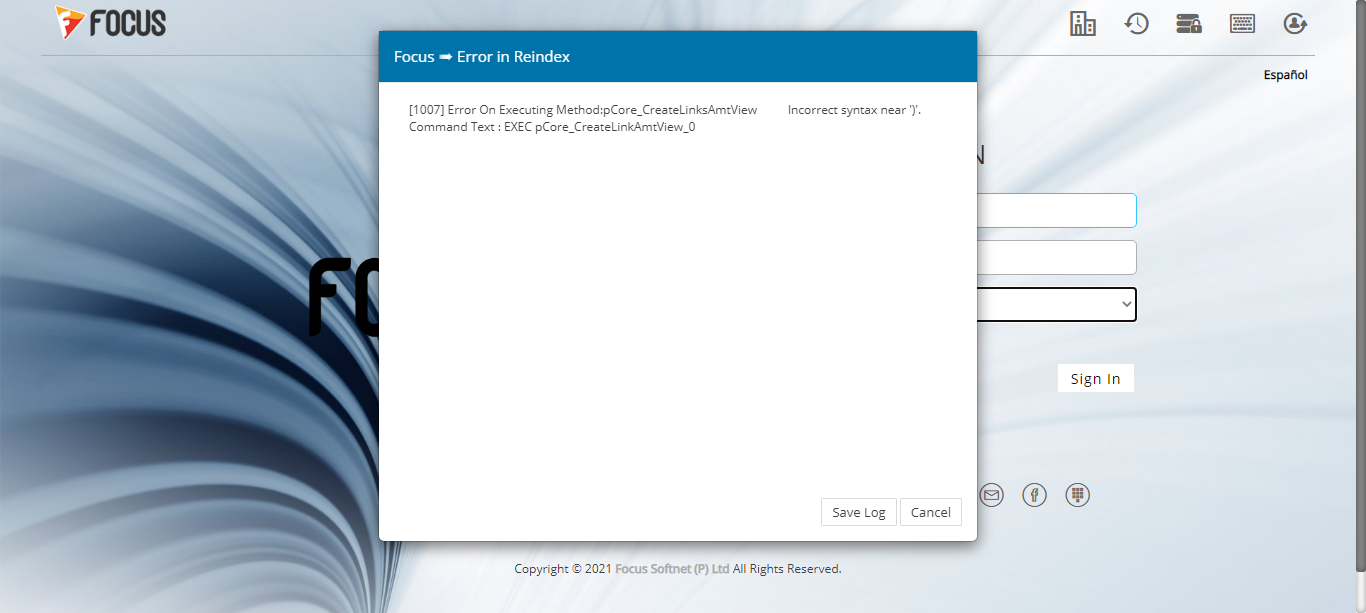 FOCUS
Español
Focus ➡ Error in Reindex
[1007] Error On Executing Method:pCore_CreateLinksAmtView Incorrect syntax near ')'.
Command Text : EXEC pCore_CreateLinkAmtView_0
N
FO
Sign In
Save Log
Cancel
Copyright © 2021 Focus Softnet (P) Ltd All Rights Reserved.